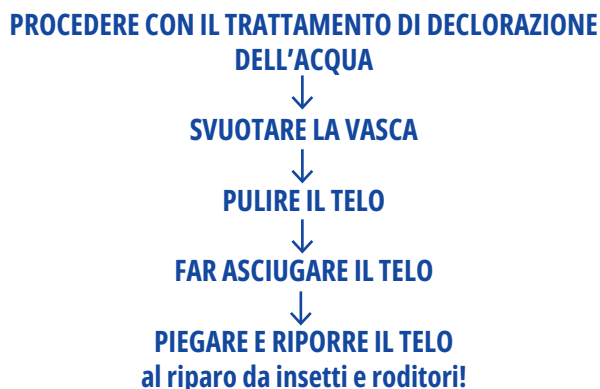 PROCEDERE CON IL TRATTAMENTO DI DECLORAZIONE
DELL'ACQUA
SVUOTARE LA VASCA
PULIRE IL TELO
FAR ASCIUGARE IL TELO
PIEGARE E RIPORRE IL TELO
al riparo da insetti e roditori!